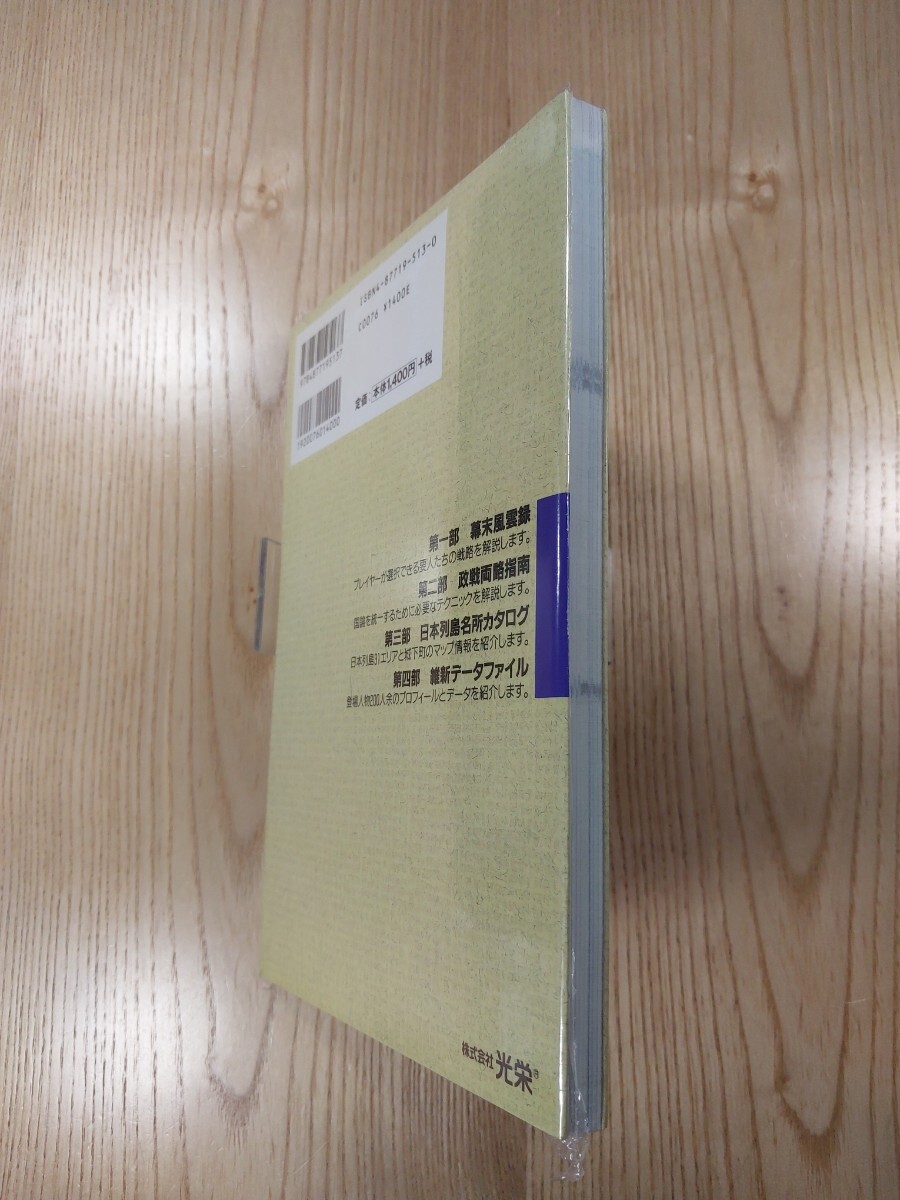 ISBN4-87719-513-0
C0076 ¥1400E
9784877195137
定価 本体1,400円 +税
1920076014000
第一部 幕末風雲録
プレイヤーが選択できる要人たちの戦略を解説します。
第二部 政戦両略指南
国論を統一するために必要なテクニックを解説します。
第三部 日本列島名所カタログ
日本列島31エリアと城下町のマップ情報を紹介します。
第四部 維新データファイル
登場人物200人余のプロフィールとデータを紹介します。
株式会社 光栄®